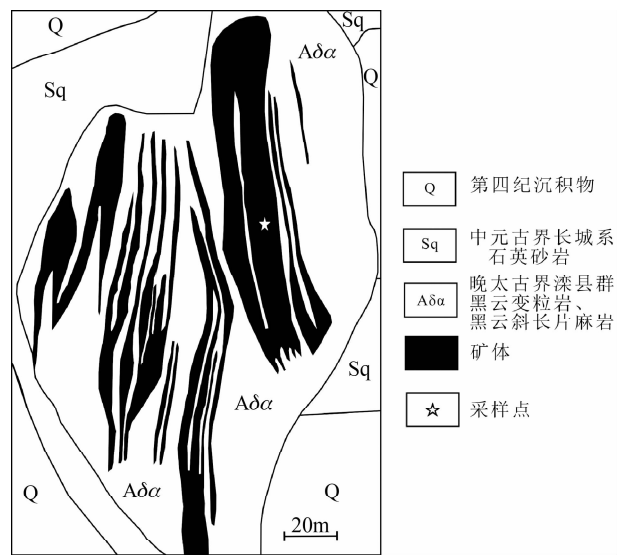 Q
Sq
Aδα
Sq
Q
Sq
Aδα
Sq
Q
Aδα
Q
20m
Q 第四纪沉积物
Sq 中元古界长城系
石英砂岩
Aδα 晚太古界滦县群
黑云变粒岩、
黑云斜长片麻岩
矿体
采样点